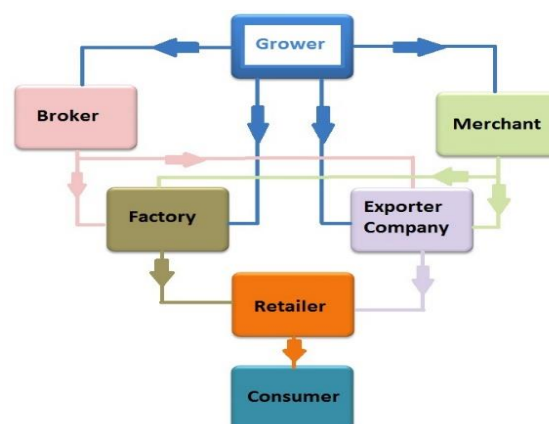 Grower
Broker
Merchant
Factory
Exporter
Company
Retailer
Consumer